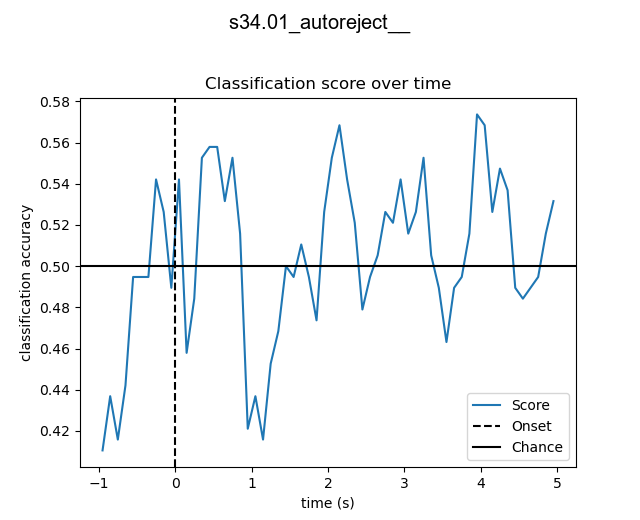 s34.01_autoreject__
Classification score over time
classification accuracy
0.58
0.56
0.54
0.52
0.50
0.48
0.46
0.44
0.42
−1
0
1
2
3
4
5
time (s)
Score
Onset
Chance